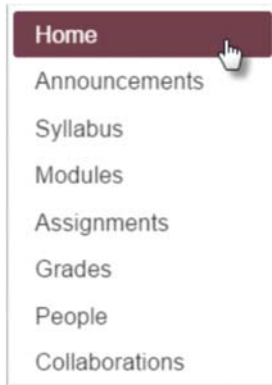 Home
Announcements
Syllabus
Modules
Assignments
Grades
People
Collaborations